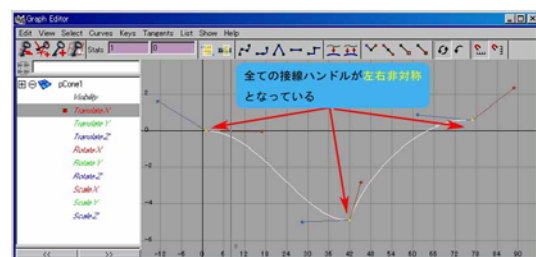 Graph Editor
Edit View Select Curves Keys Tangents List Show Help
Stats 1 0
pCone1
Visibility
Translate X
Translate Y
Translate Z
Rotate X
Rotate Y
Rotate Z
Scale X
Scale Y
Scale Z
全ての接線ハンドルが左右非対称
となっている
2
0
-2
-4
-6
-12 -6 0 6 12 18 24 30 36 42 48 54 60 66 72 78 84 90
<< >>